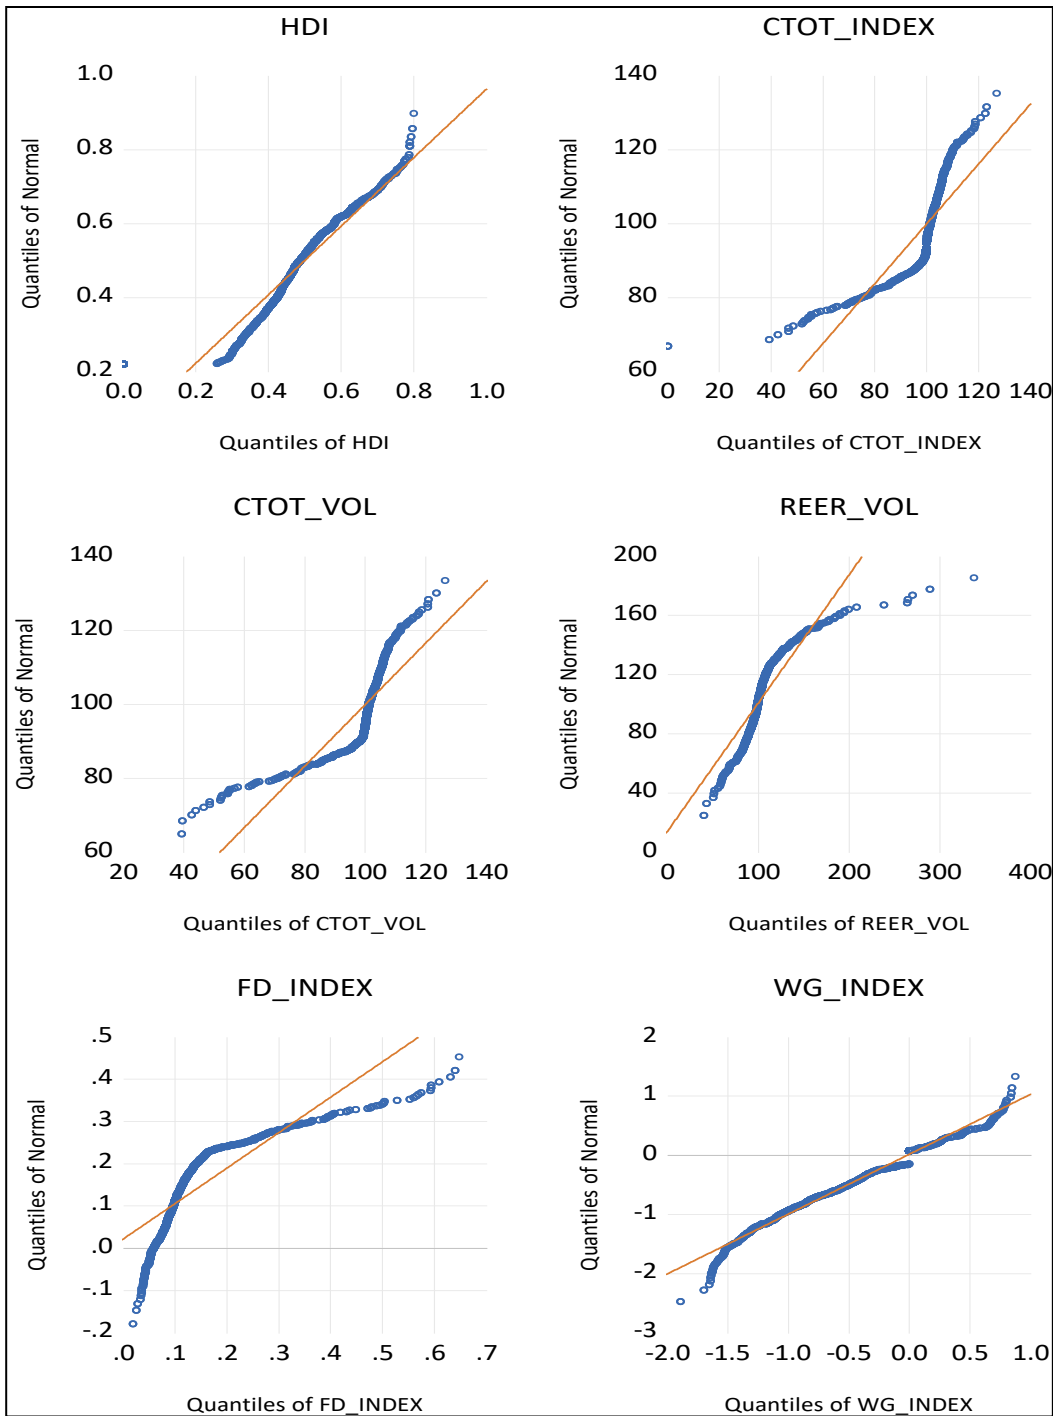 HDI
Quantiles of Normal
1.0
0.8
0.6
0.4
0.2
0.0 0.2 0.4 0.6 0.8 1.0
Quantiles of HDI
CTOT_INDEX
Quantiles of Normal
140
120
100
80
60
0 20 40 60 80 100 120 140
Quantiles of CTOT_INDEX
CTOT_VOL
Quantiles of Normal
140
120
100
80
60
20 40 60 80 100 120 140
Quantiles of CTOT_VOL
REER_VOL
Quantiles of Normal
200
160
120
80
40
0
0 100 200 300 400
Quantiles of REER_VOL
FD_INDEX
Quantiles of Normal
.5
.4
.3
.2
.1
.0
-.1
-.2
.0 .1 .2 .3 .4 .5 .6 .7
Quantiles of FD_INDEX
WG_INDEX
Quantiles of Normal
2
1
0
-1
-2
-3
-2.0 -1.5 -1.0 -0.5 0.0 0.5 1.0
Quantiles of WG_INDEX